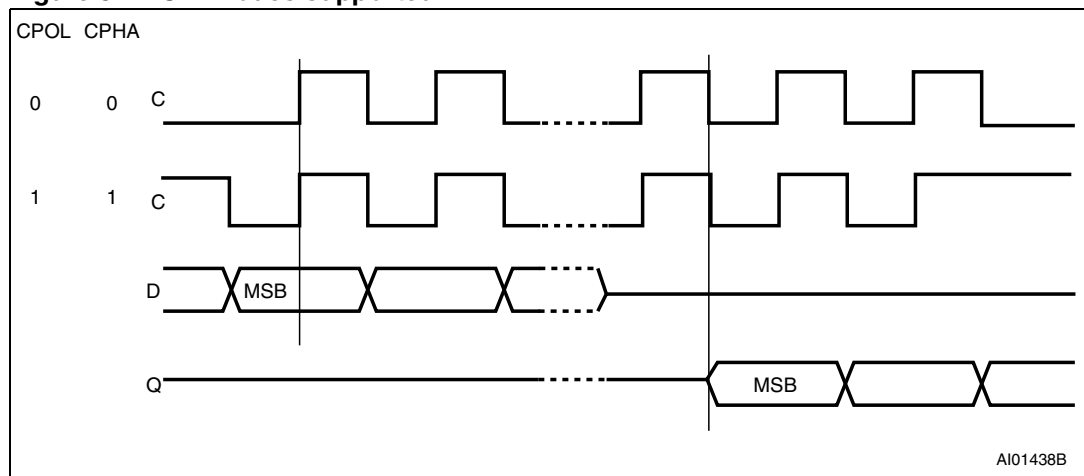 CPOL CPHA
0 0 C
1 1 C
D MSB
Q MSB
AI01438B